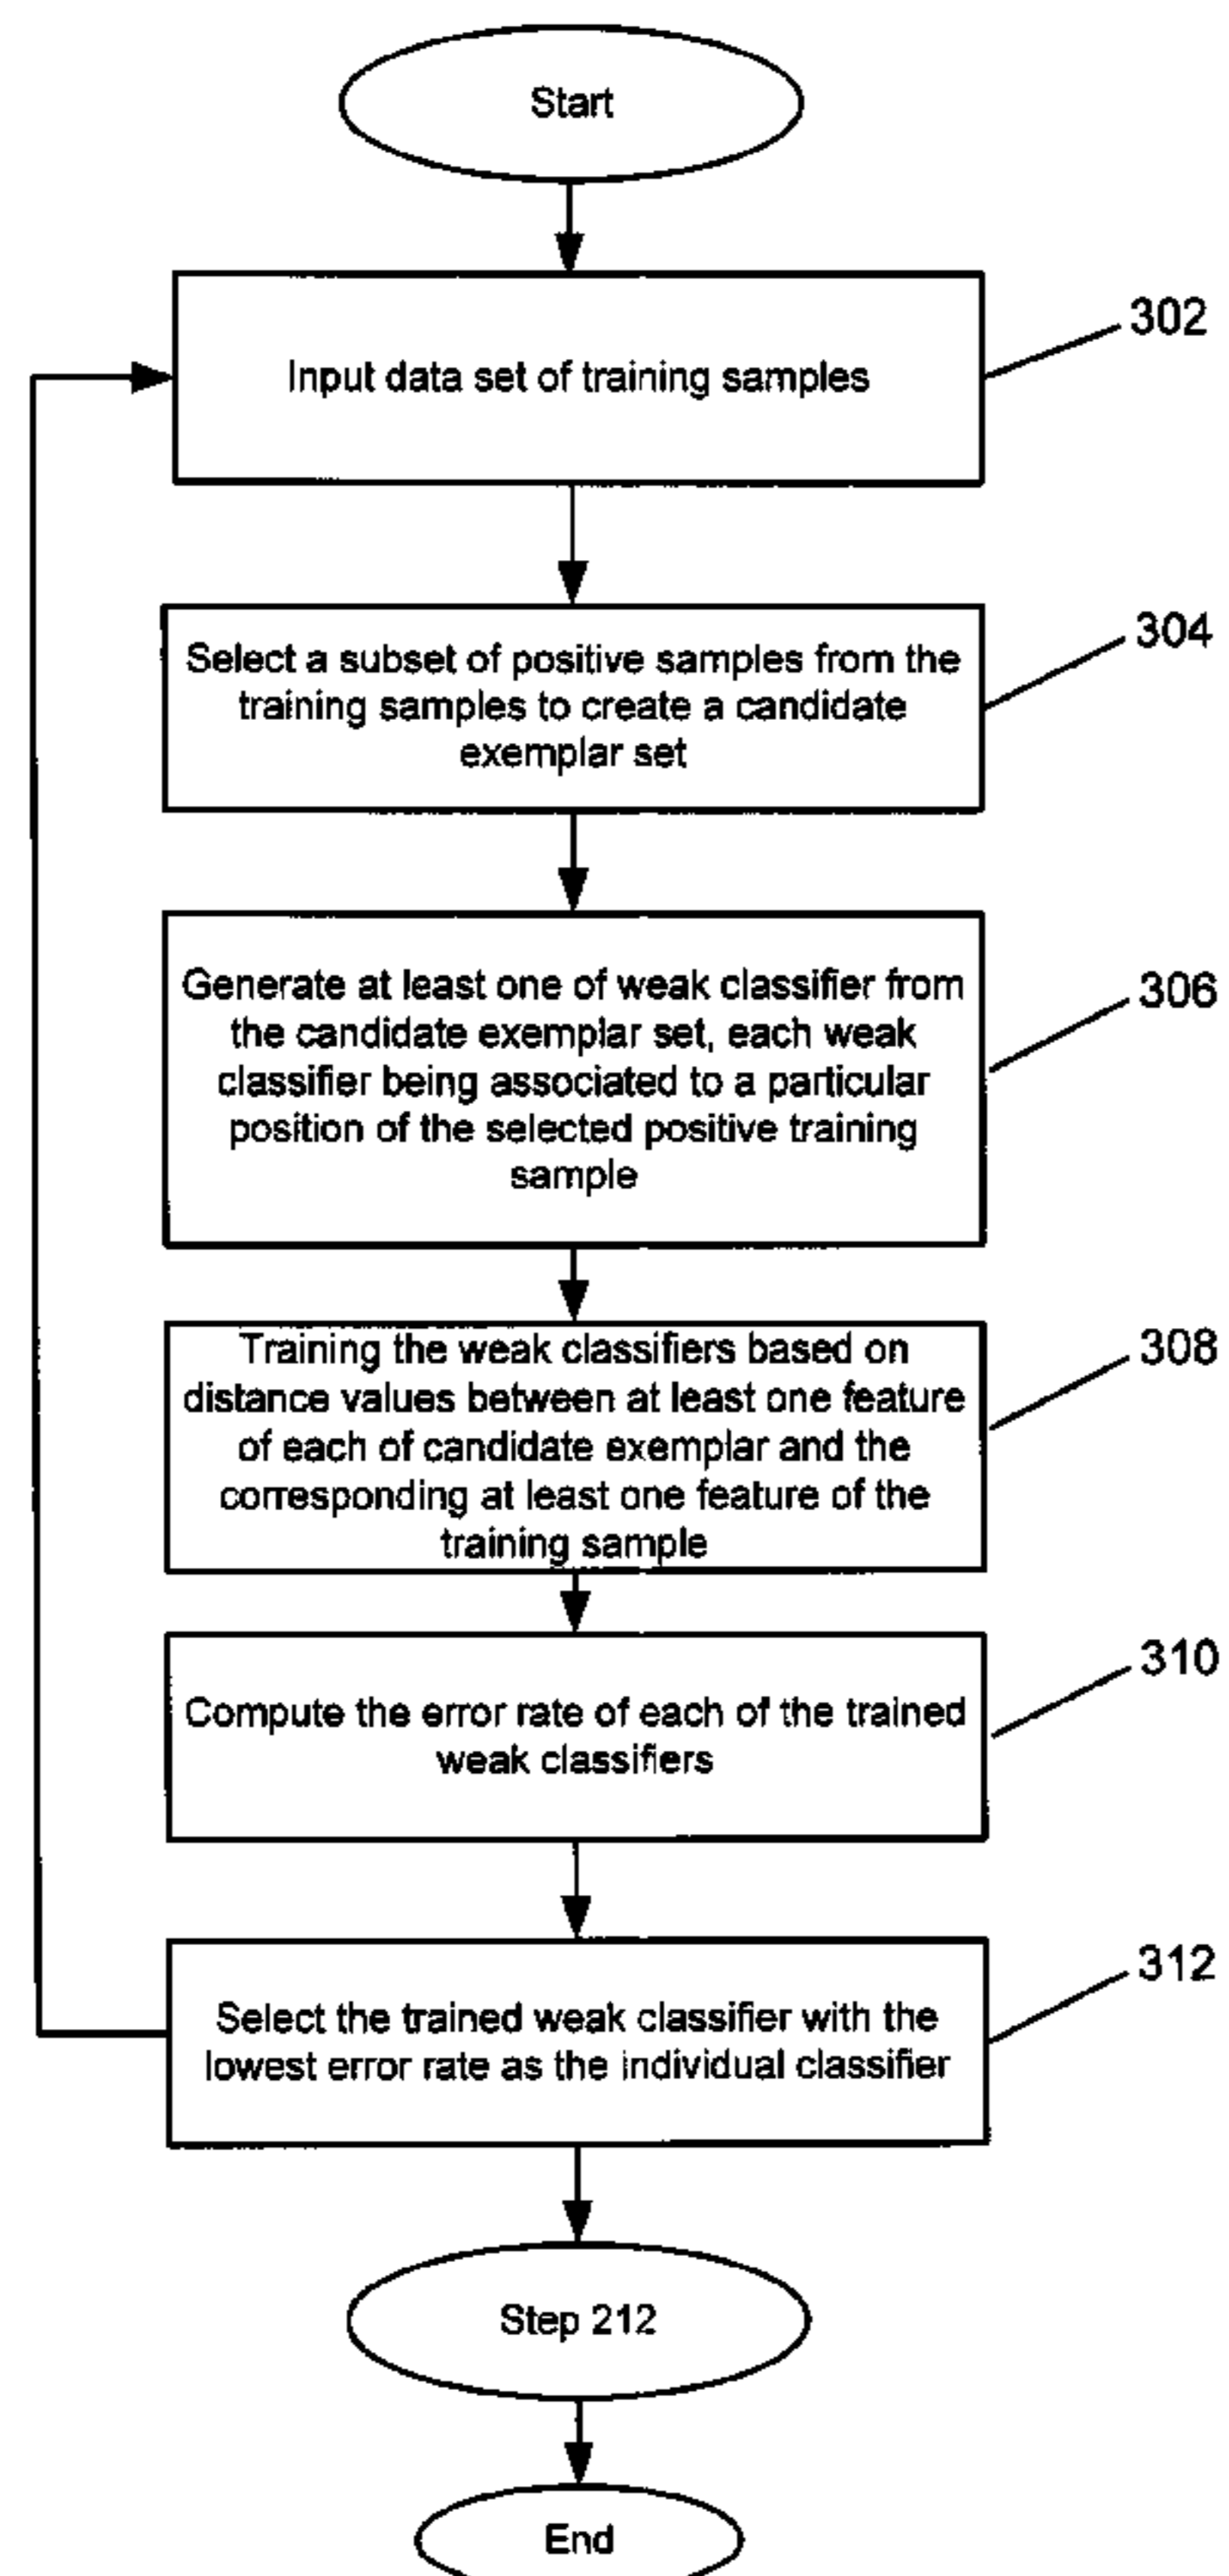 Start
302
Input data set of training samples
304
Select a subset of positive samples from the
training samples to create a candidate
exemplar set
306
Generate at least one of weak classifier from
the candidate exemplar set, each weak
classifier being associated to a particular
position of the selected positive training
sample
308
Training the weak classifiers based on
distance values between at least one feature
of each of candidate exemplar and the
corresponding at least one feature of the
training sample
310
Compute the error rate of each of the trained
weak classifiers
312
Select the trained weak classifier with the
lowest error rate as the individual classifier
Step 212
End